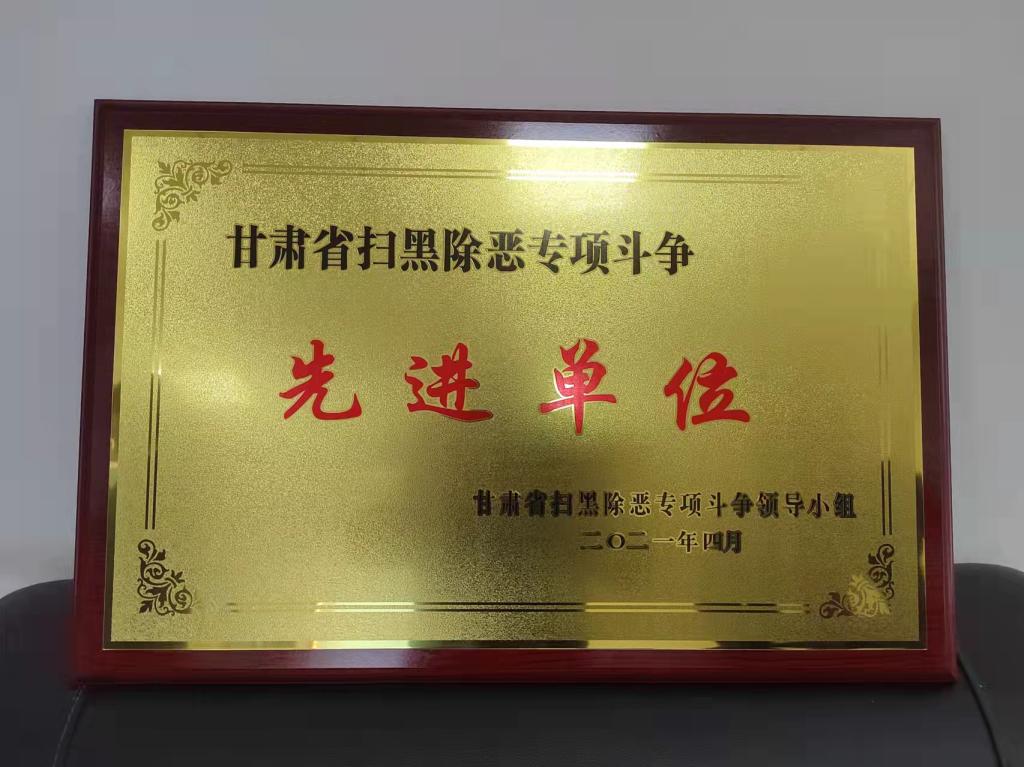 甘肃省扫黑除恶专项斗争
先进单位
甘肃省扫黑除恶专项斗争领导小组
二〇二一年四月